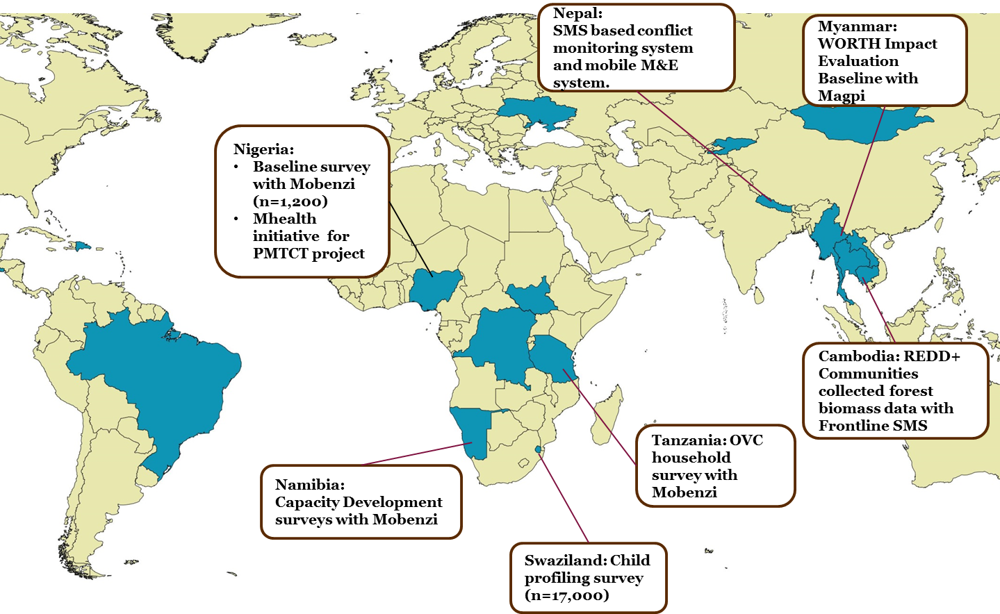 Nepal:
SMS based conflict
monitoring system
and mobile M&E
system.
Myanmar:
WORTH Impact
Evaluation
Baseline with
Magpi
Nigeria:
• Baseline survey
with Mobenzi
(n=1,200)
• Mhealth
initiative for
PMTCT project
Cambodia: REDD+
Communities
collected forest
biomass data with
Frontline SMS
Tanzania: OVC
household
survey with
Mobenzi
Namibia:
Capacity Development
surveys with Mobenzi
Swaziland: Child
profiling survey
(n=17,000)